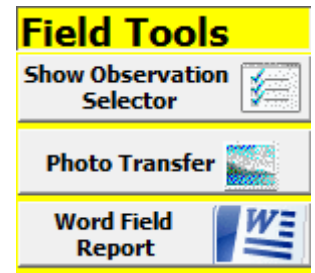 Field Tools
Show Observation
Selector
Photo Transfer
Word Field
Report
W